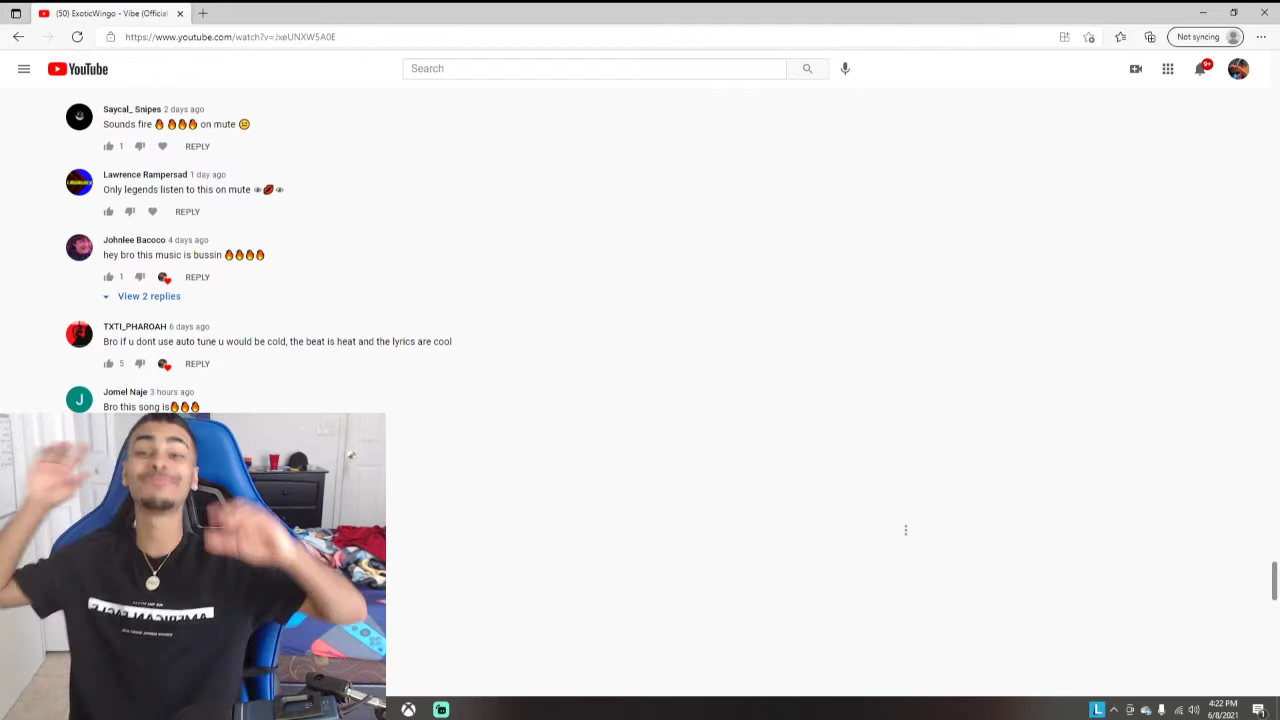 (50) ExoticWingo - Vibe (Official
https://www.youtube.com/watch?v=JxeUNXW5A0E
Not syncing
YouTube
Search
9+
Saycal_ Snipes 2 days ago
Sounds fire 🔥 🔥🔥🔥 on mute 😐
1 REPLY
Lawrence Rampersad 1 day ago
Only legends listen to this on mute 👁👄👁
REPLY
Johnlee Bacoco 4 days ago
hey bro this music is bussin 🔥🔥🔥🔥
1 REPLY
View 2 replies
TXTI_PHAROAH 6 days ago
Bro if u dont use auto tune u would be cold, the beat is heat and the lyrics are cool
5 REPLY
J
Jomel Naje 3 hours ago
Bro this song is🔥🔥🔥
AMERICAN EAGLE
L
4:22 PM
6/8/2021